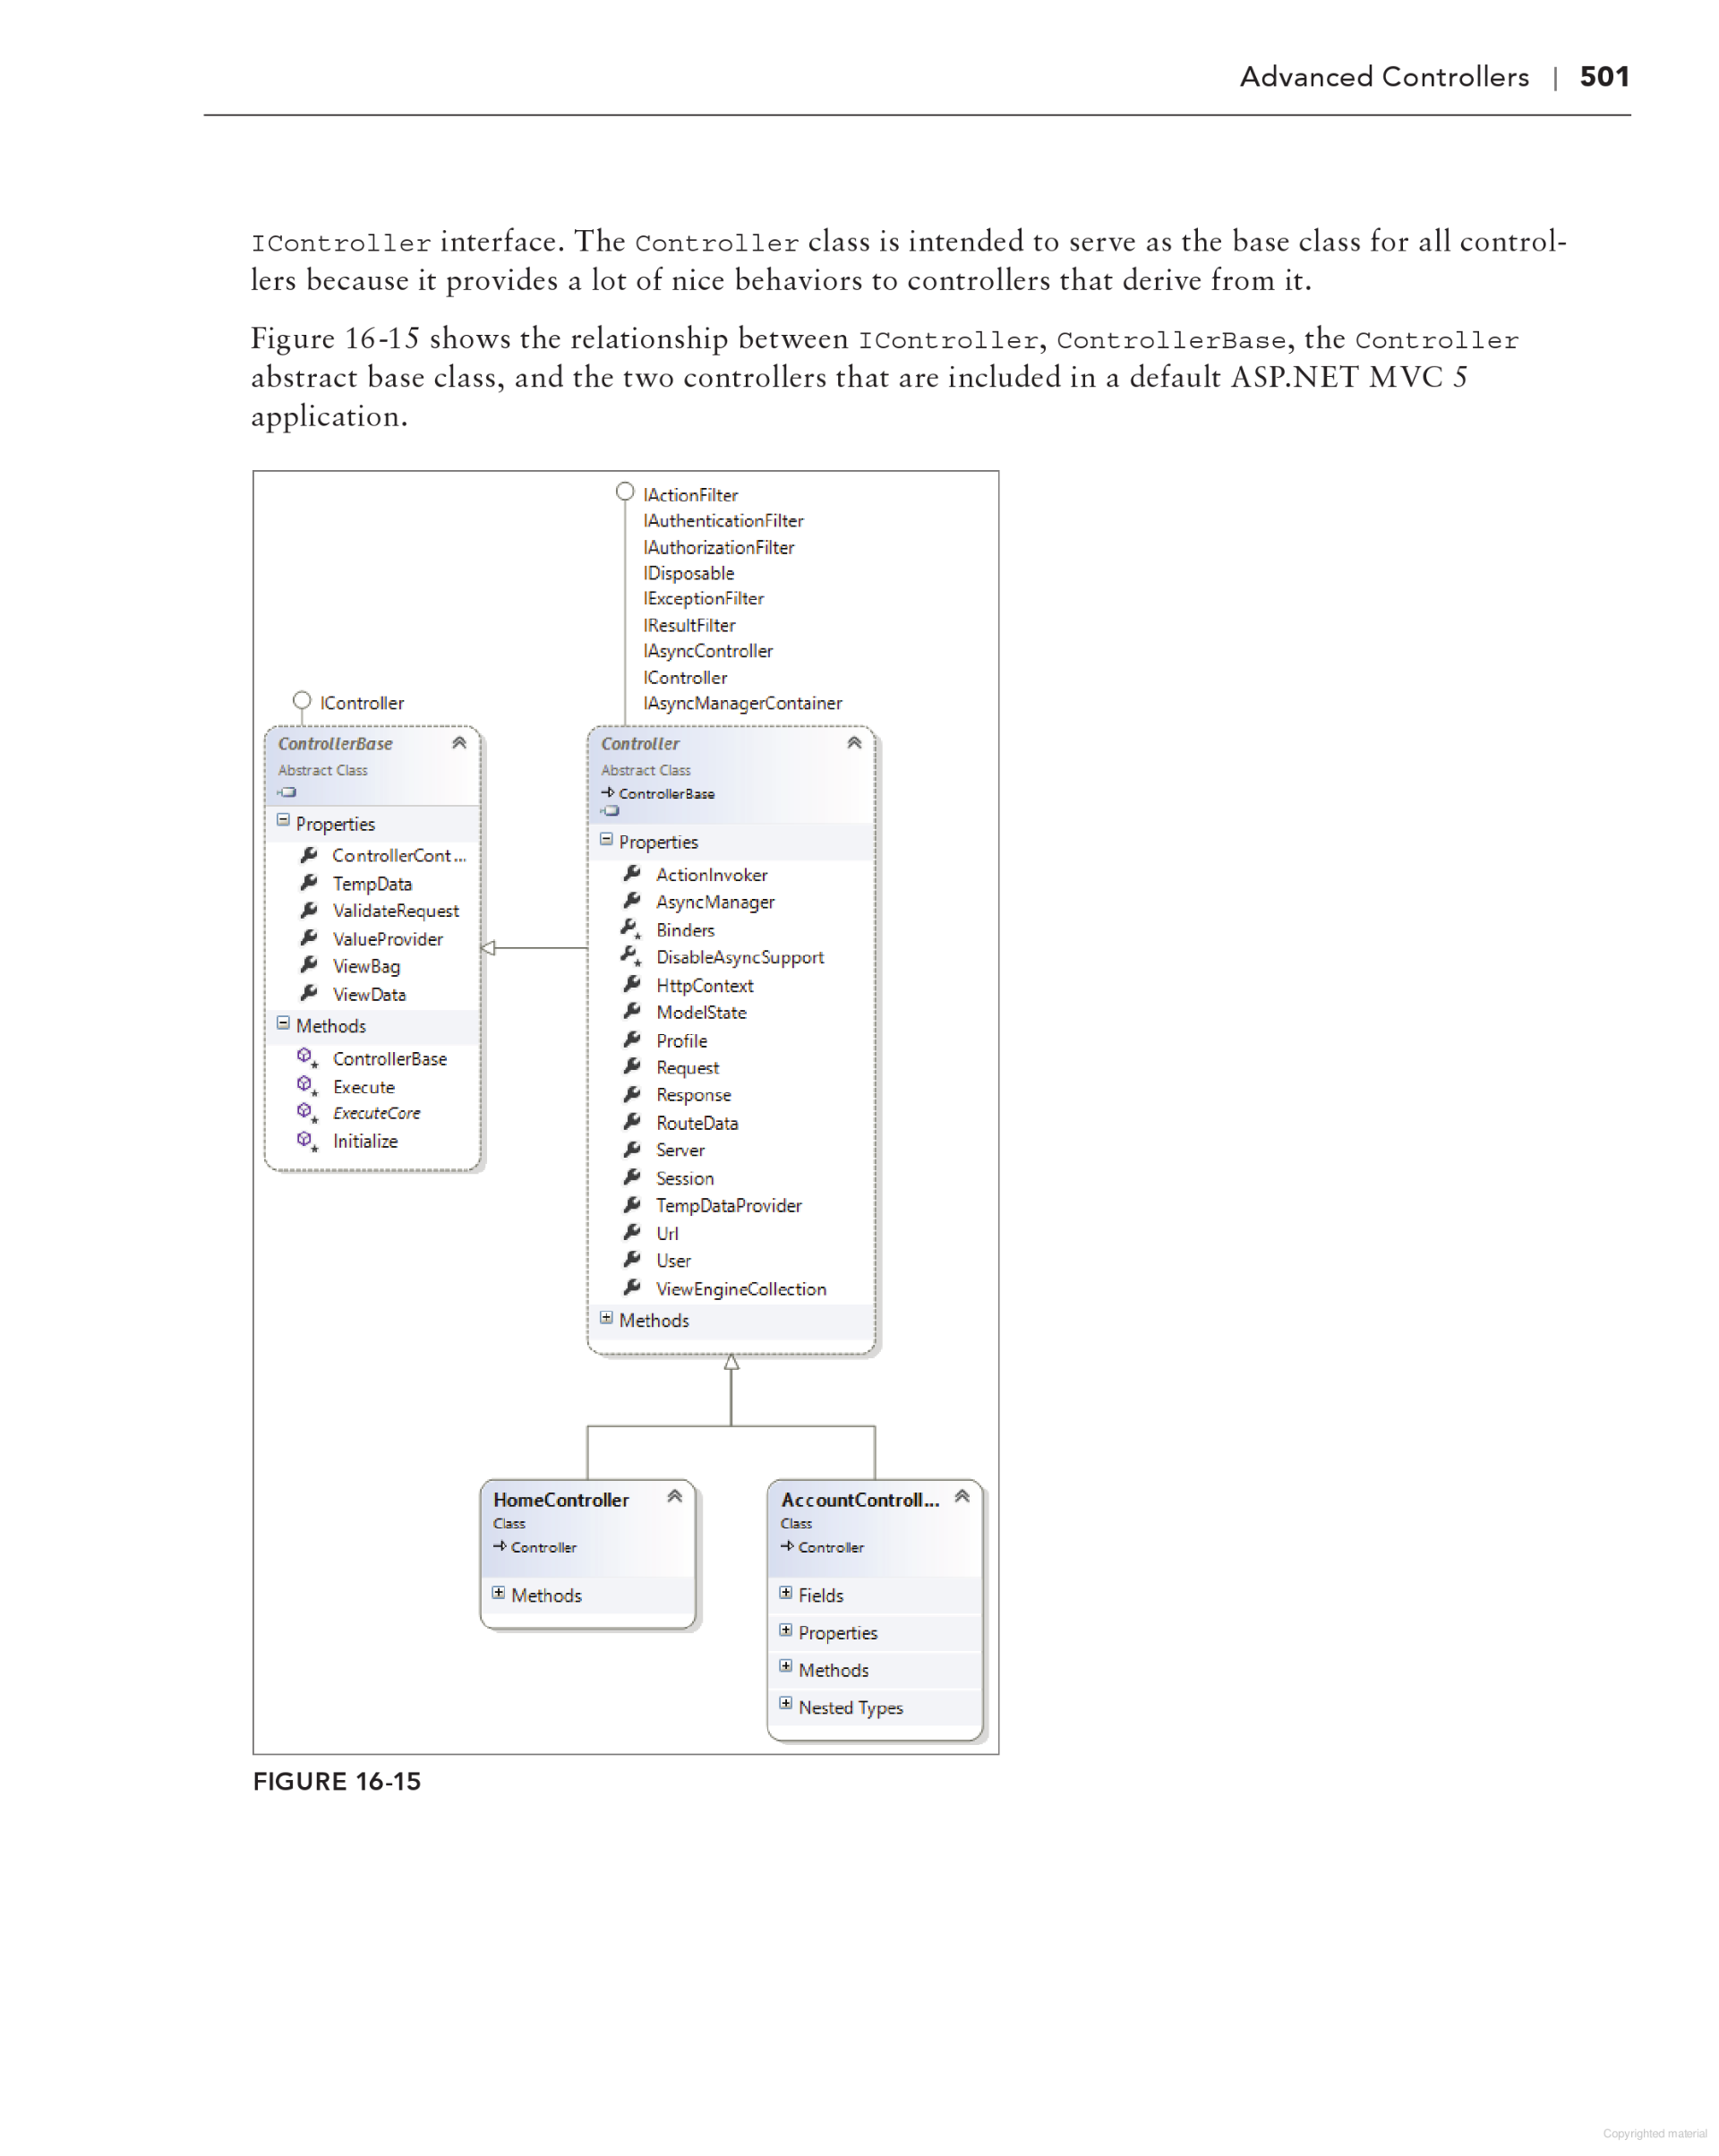 Advanced Controllers | 501
IController interface. The Controller class is intended to serve as the base class for all control-
lers because it provides a lot of nice behaviors to controllers that derive from it.
Figure 16-15 shows the relationship between IController, ControllerBase, the Controller
abstract base class, and the two controllers that are included in a default ASP.NET MVC 5
application.
IActionFilter
IAuthenticationFilter
IAuthorizationFilter
IDisposable
IExceptionFilter
IResultFilter
IAsyncController
IController
IAsyncManagerContainer
IController
ControllerBase
Abstract Class
Properties
ControllerCont...
TempData
ValidateRequest
ValueProvider
ViewBag
ViewData
Methods
ControllerBase
Execute
ExecuteCore
Initialize
Controller
Abstract Class
ControllerBase
Properties
ActionInvoker
AsyncManager
Binders
DisableAsyncSupport
HttpContext
ModelState
Profile
Request
Response
RouteData
Server
Session
TempDataProvider
Url
User
ViewEngineCollection
Methods
HomeController
Class
Controller
Methods
AccountControll...
Class
Controller
Fields
Properties
Methods
Nested Types
FIGURE 16-15
Copyrighted material